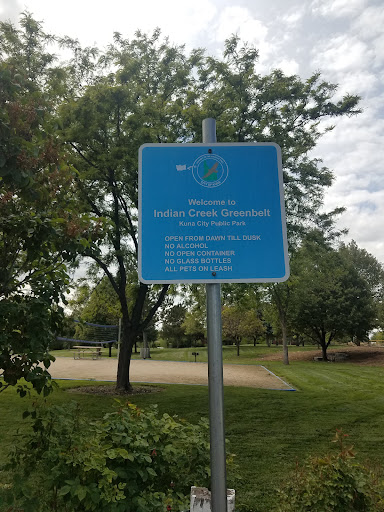 Welcome to
Indian Creek Greenbelt
Kuna City Public Park
OPEN FROM DAWN TILL DUSK
NO ALCOHOL
NO OPEN CONTAINER
NO GLASS BOTTLES
ALL PETS ON LEASH